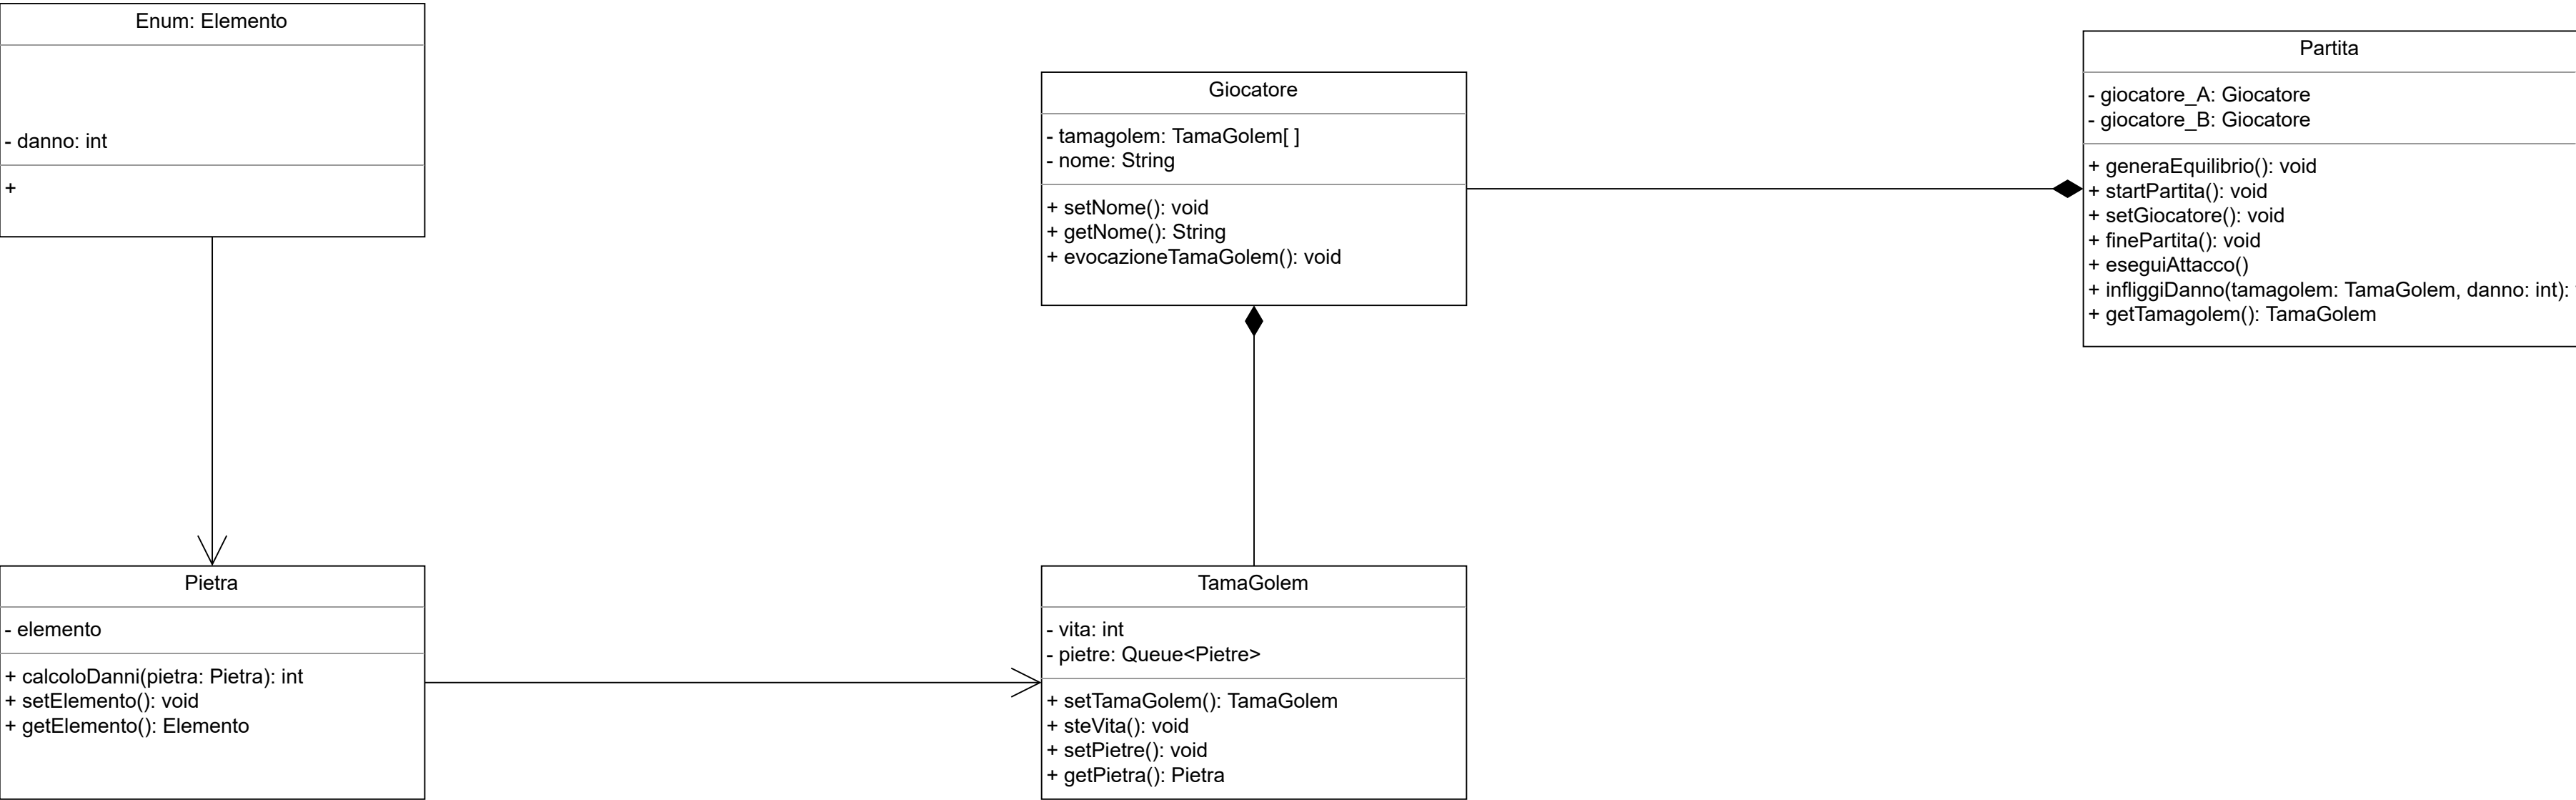 Enum: Elemento
- danno: int
+
Giocatore
- tamagolem: TamaGolem[ ]
- nome: String
+ setNome(): void
+ getNome(): String
+ evocazioneTamaGolem(): void
Partita
- giocatore_A: Giocatore
- giocatore_B: Giocatore
+ generaEquilibrio(): void
+ startPartita(): void
+ setGiocatore(): void
+ finePartita(): void
+ eseguiAttacco()
+ infliggiDanno(tamagolem: TamaGolem, danno: int):
+ getTamagolem(): TamaGolem
Pietra
- elemento
+ calcoloDanni(pietra: Pietra): int
+ setElemento(): void
+ getElemento(): Elemento
TamaGolem
- vita: int
- pietre: Queue<Pietre>
+ setTamaGolem(): TamaGolem
+ steVita(): void
+ setPietre(): void
+ getPietra(): Pietra